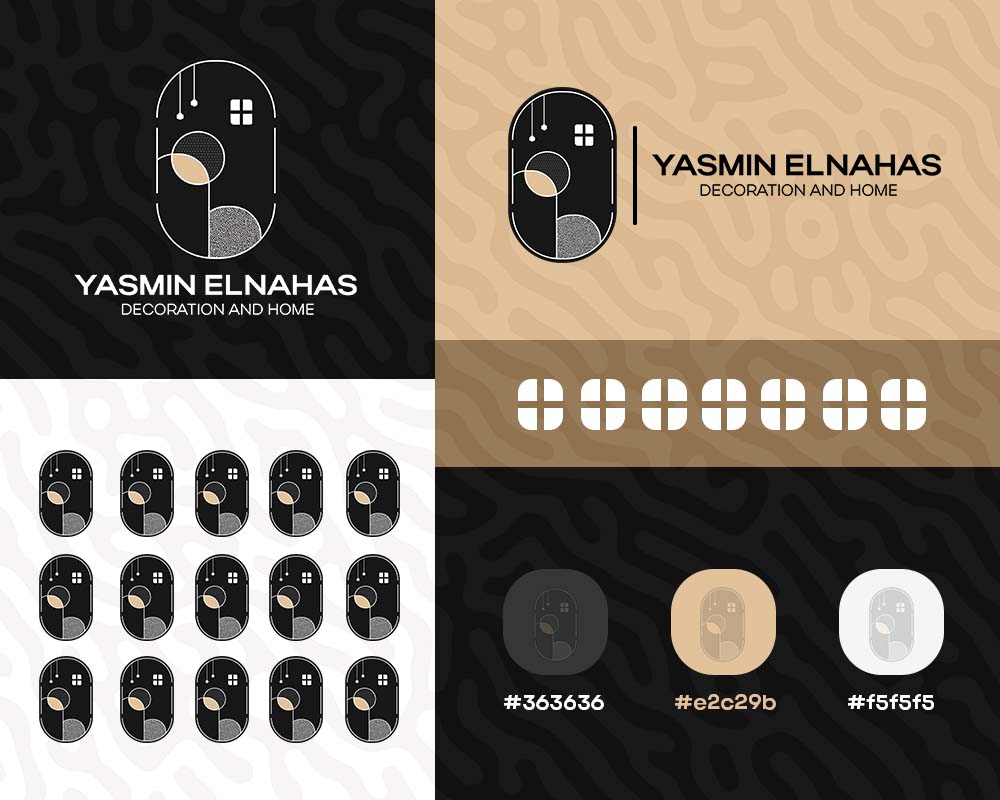 YASMIN ELNAHAS
DECORATION AND HOME
YASMIN ELNAHAS
DECORATION AND HOME
#363636
#e2c29b
#f5f5f5